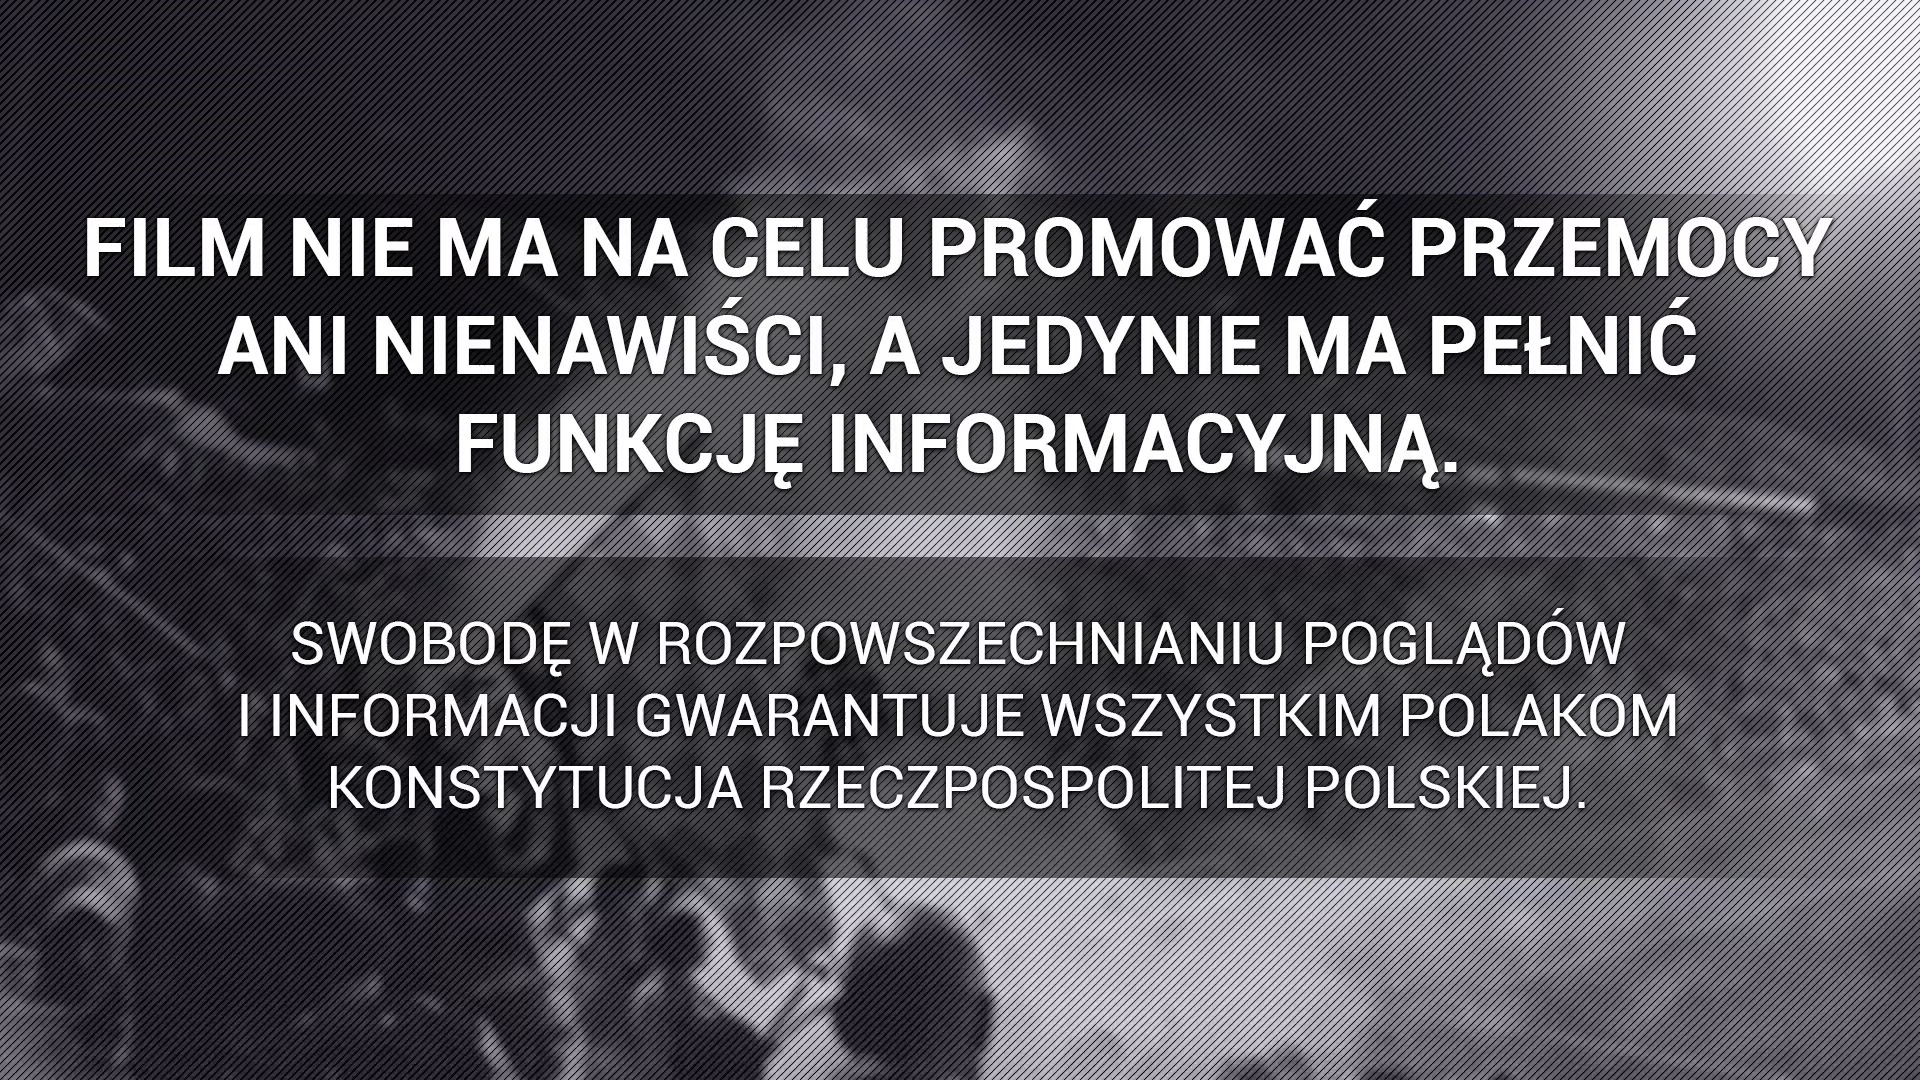 FILM NIE MA NA CELU PROMOWAĆ PRZEMOCY
ANI NIENAWIŚCI, A JEDYNIE MA PEŁNIĆ
FUNKCJĘ INFORMACYJNĄ.
SWOBODĘ W ROZPOWSZECHNIANIU POGLĄDÓW
I INFORMACJI GWARANTUJE WSZYSTKIM POLAKOM
KONSTYTUCJA RZECZPOSPOLITEJ POLSKIEJ.